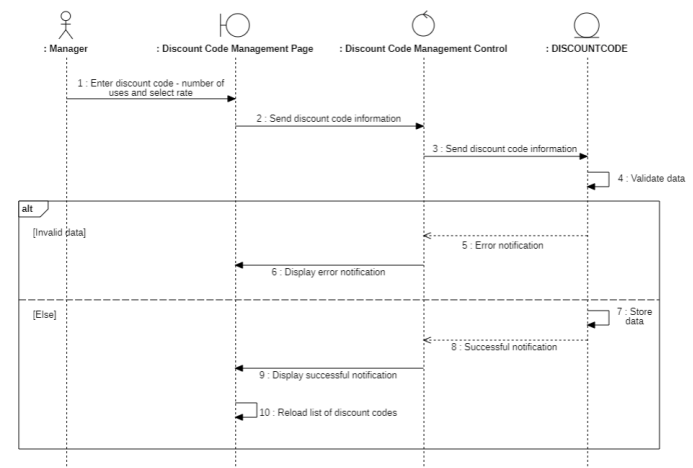 : Manager
: Discount Code Management Page
: Discount Code Management Control
: DISCOUNTCODE
1 : Enter discount code - number of
uses and select rate
2 : Send discount code information
3 : Send discount code information
4 : Validate data
alt
[Invalid data]
5 : Error notification
6 : Display error notification
[Else]
7 : Store
data
8 : Successful notification
9 : Display successful notification
10 : Reload list of discount codes